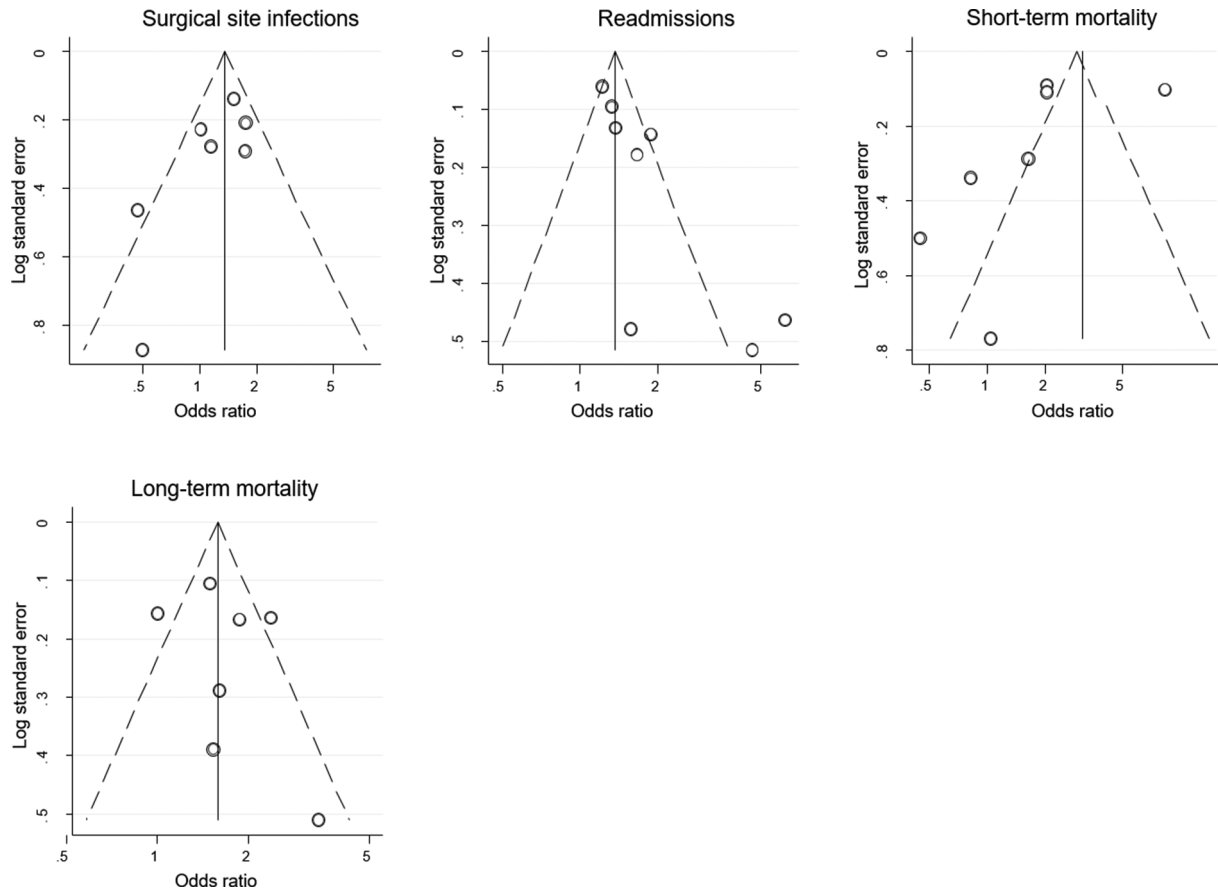 Surgical site infections
0
.2
.4
.6
.8
Log standard error
.5 1 2 5
Odds ratio
Readmissions
0
.1
.2
.3
.4
.5
Log standard error
.5 1 2 5
Odds ratio
Short-term mortality
0
.2
.4
.6
.8
Log standard error
.5 1 2 5
Odds ratio
Long-term mortality
0
.1
.2
.3
.4
.5
Log standard error
.5 1 2 5
Odds ratio